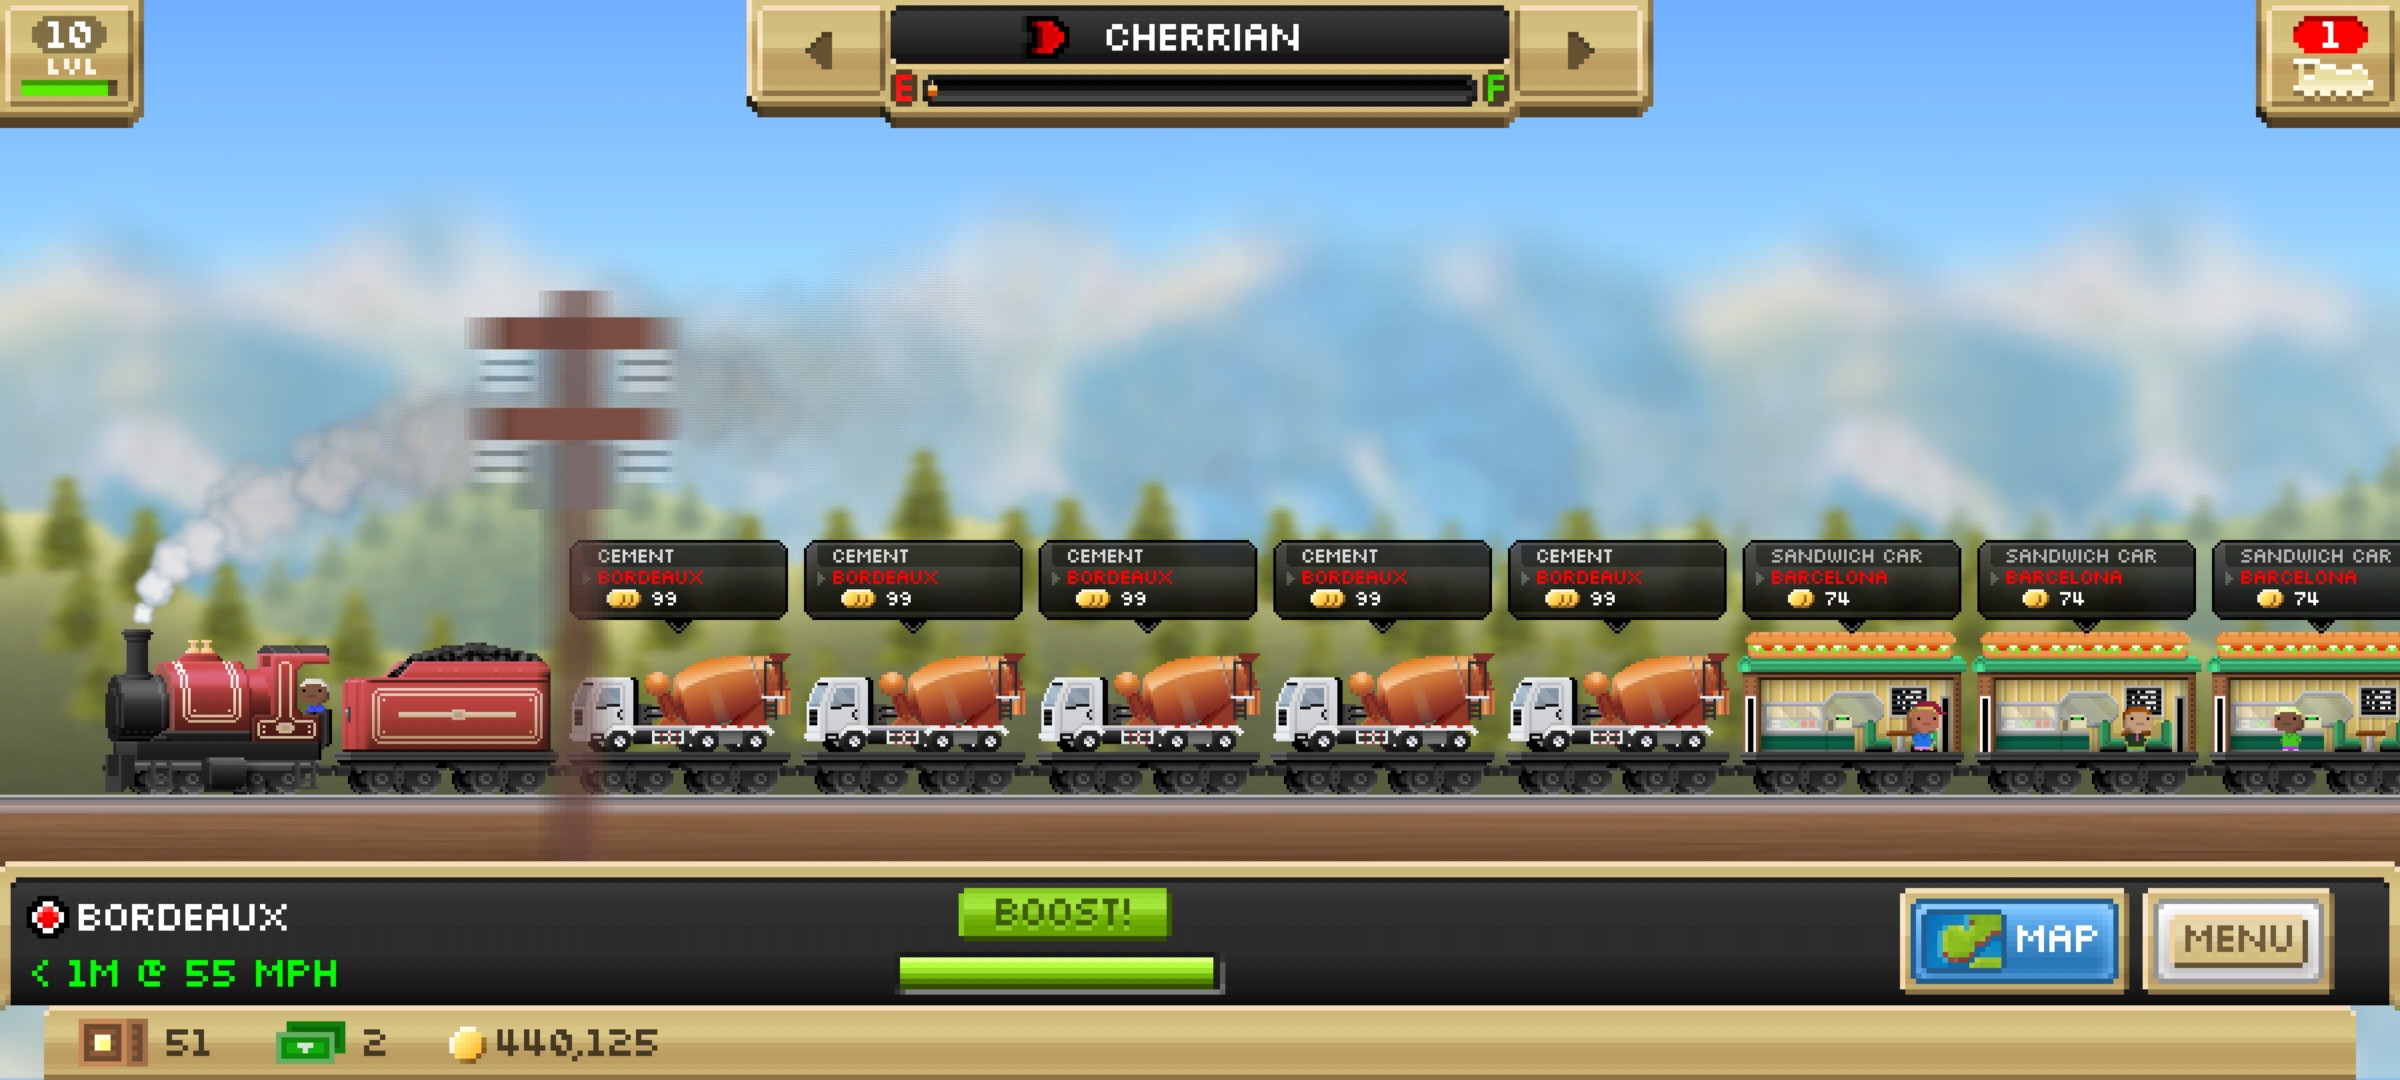 10
LVL
CHERRIAN
E F
1
CEMENT
BORDEAUX
99
CEMENT
BORDEAUX
99
CEMENT
BORDEAUX
99
CEMENT
BORDEAUX
99
CEMENT
BORDEAUX
99
SANDWICH CAR
BARCELONA
74
SANDWICH CAR
BARCELONA
74
SANDWICH CAR
BARCELONA
74
BORDEAUX
< 1M @ 55 MPH
BOOST!
MAP
MENU
51
2
440,125